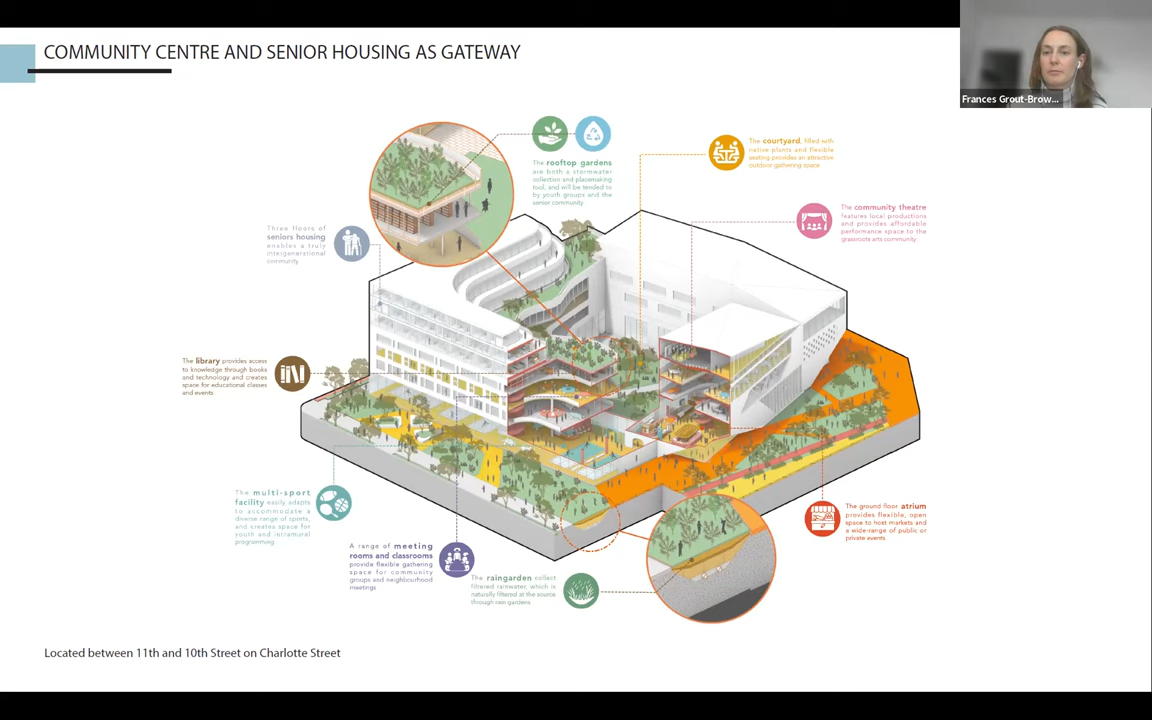 COMMUNITY CENTRE AND SENIOR HOUSING AS GATEWAY
Frances Grout-Brow...
The rooftop gardens
are both a stormwater
collection and placemaking
tool, and will be tended to
by youth groups and the
senior community
The courtyard, filled with
native plants and flexible
seating provides an attractive
outdoor gathering space
The community theatre
features local productions
and provides affordable
performance space to the
grassroots arts community
Three floors of
seniors housing
enables a truly
intergenerational
community
The library provides access
to knowledge through books
and technology and creates
space for educational classes
and events
The multi-sport
facility easily adapts
to accommodate a
diverse range of sports,
and creates space for
youth and intramural
programming
A range of meeting
rooms and classrooms
provide flexible gathering
space for community
groups and neighbourhood
meetings
The raingarden collect
filtered rainwater, which is
naturally filtered at the source
through rain gardens
The ground floor atrium
provides flexible, open
space to host markets and
a wide-range of public or
private events
Located between 11th and 10th Street on Charlotte Street